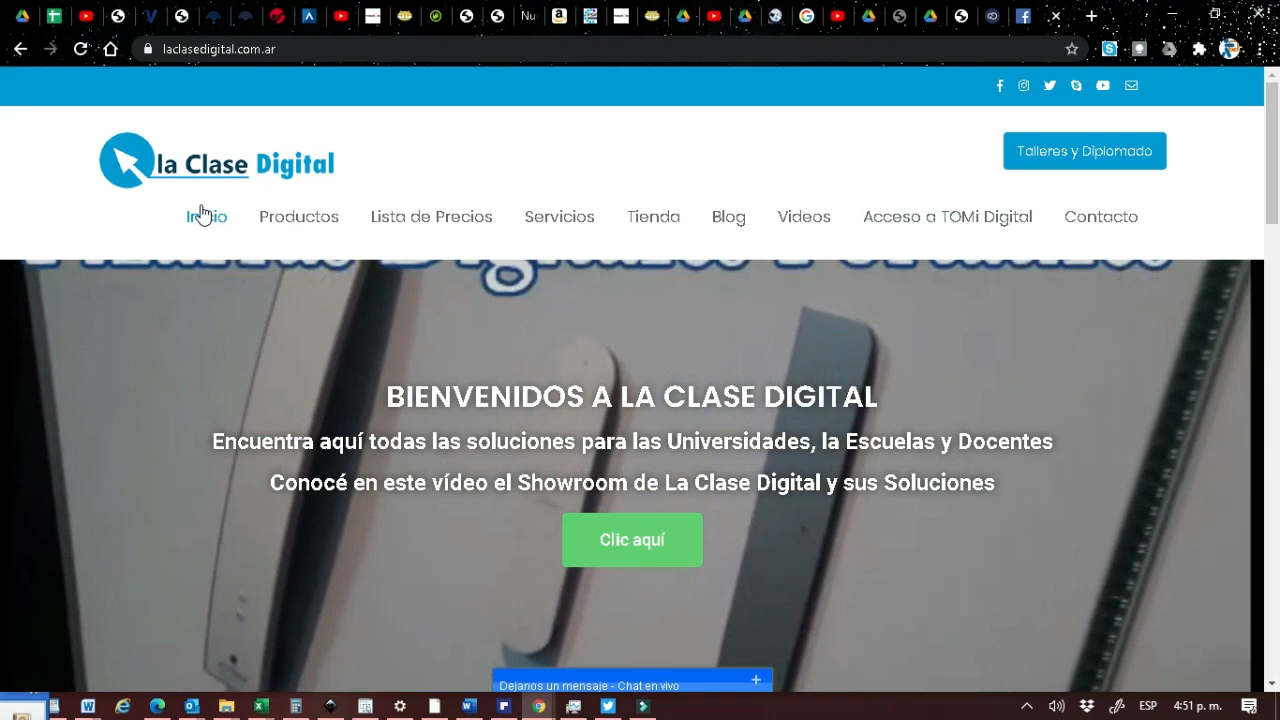 Nu
laclasedigital.com.ar
la Clase Digital
Talleres y Diplomado
Inicio
Productos
Lista de Precios
Servicios
Tienda
Blog
Videos
Acceso a TOMi Digital
Contacto
BIENVENIDOS A LA CLASE DIGITAL
Encuentra aquí todas las soluciones para las Universidades, la Escuelas y Docentes
Conocé en este vídeo el Showroom de La Clase Digital y sus Soluciones
Clic aquí
Dejanos un mensaje - Chat en vivo
ESP
4:51 p. m.